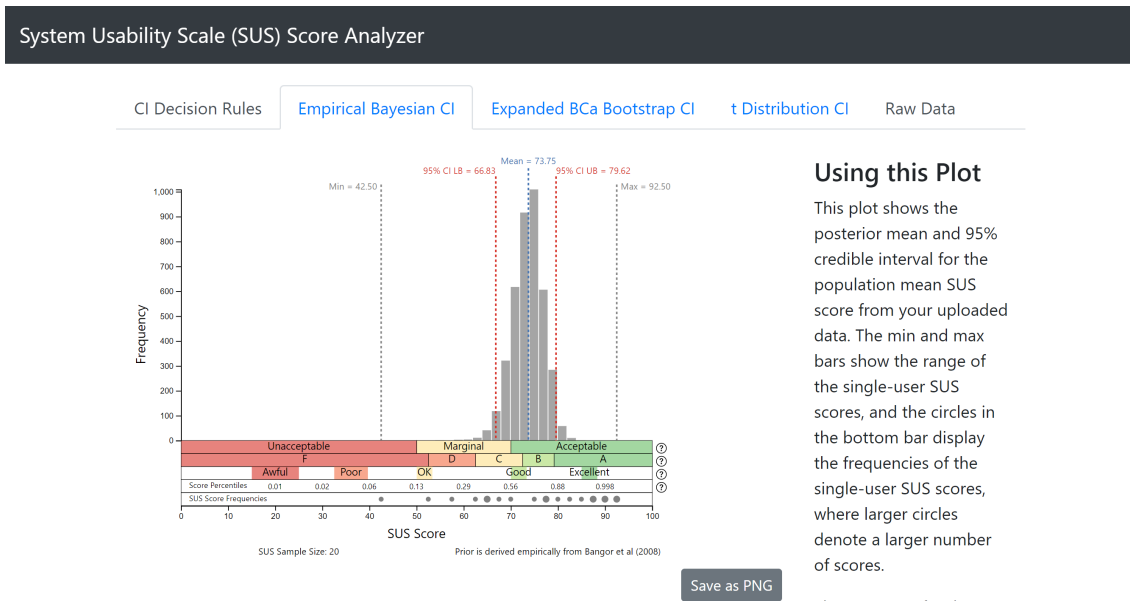 System Usability Scale (SUS) Score Analyzer
CI Decision Rules
Empirical Bayesian CI
Expanded BCa Bootstrap CI
t Distribution CI
Raw Data
Mean = 73.75
95% CI LB = 66.83
95% CI UB = 79.62
Min = 42.50
Max = 92.50
1,000
900
800
700
600
500
400
300
200
100
0
Frequency
Unacceptable Marginal Acceptable ?
F D C B A ?
Awful Poor OK Good Excellent ?
Score Percentiles 0.01 0.02 0.06 0.13 0.29 0.56 0.88 0.998 ?
SUS Score Frequencies
0 10 20 30 40 50 60 70 80 90 100
SUS Score
SUS Sample Size: 20
Prior is derived empirically from Bangor et al (2008)
Save as PNG
Using this Plot
This plot shows the
posterior mean and 95%
credible interval for the
population mean SUS
score from your uploaded
data. The min and max
bars show the range of
the single-user SUS
scores, and the circles in
the bottom bar display
the frequencies of the
single-user SUS scores,
where larger circles
denote a larger number
of scores.